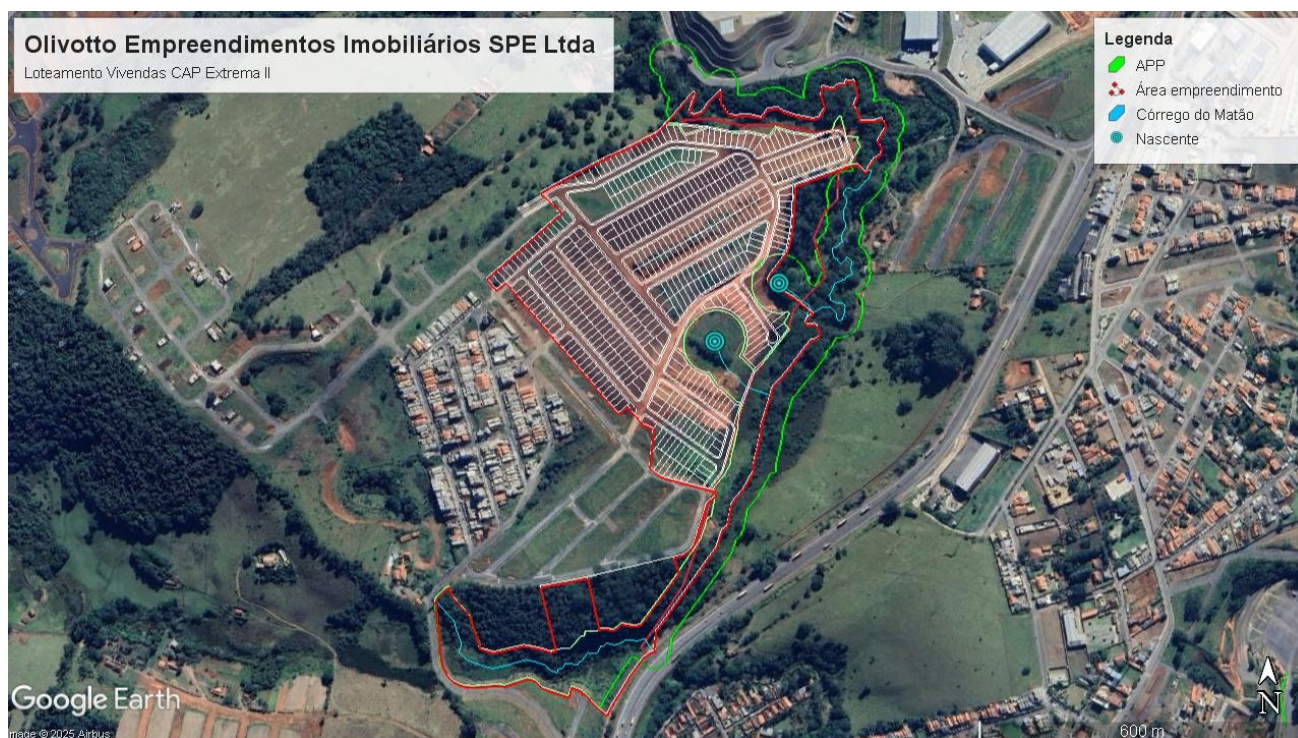 Olivotto Empreendimentos Imobiliários SPE Ltda
Loteamento Vivendas CAP Extrema II
Legenda
APP
Área empreendimento
Córrego do Matão
Nascente
Google Earth
Image © 2025 Airbus
N
600 m